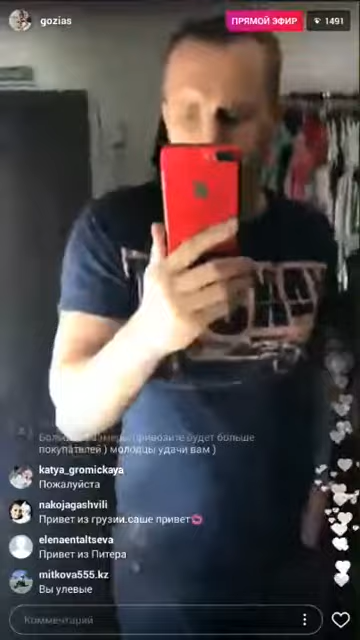 gozias
ПРЯМОЙ ЭФИР
1491
привозите будет больше
покупателей ) молодцы удачи вам )
katya_gromickaya
Пожалуйста
nakojagashvili
Привет из грузии.саше привет💋
elenaentaltseva
Привет из Питера
mitkova555.kz
Вы улевые
Комментарий